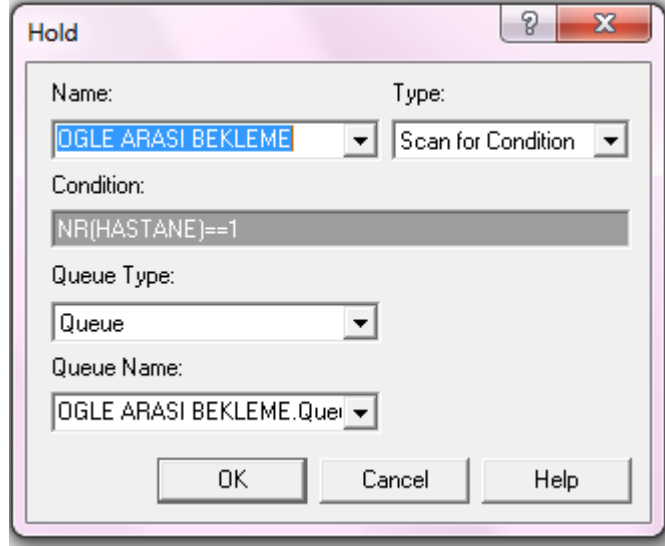 Hold
?
X
Name: Type:
OGLE ARASI BEKLEME Scan for Condition
Condition:
NR(HASTANE)==1
Queue Type:
Queue
Queue Name:
OGLE ARASI BEKLEME.Que
OK Cancel Help